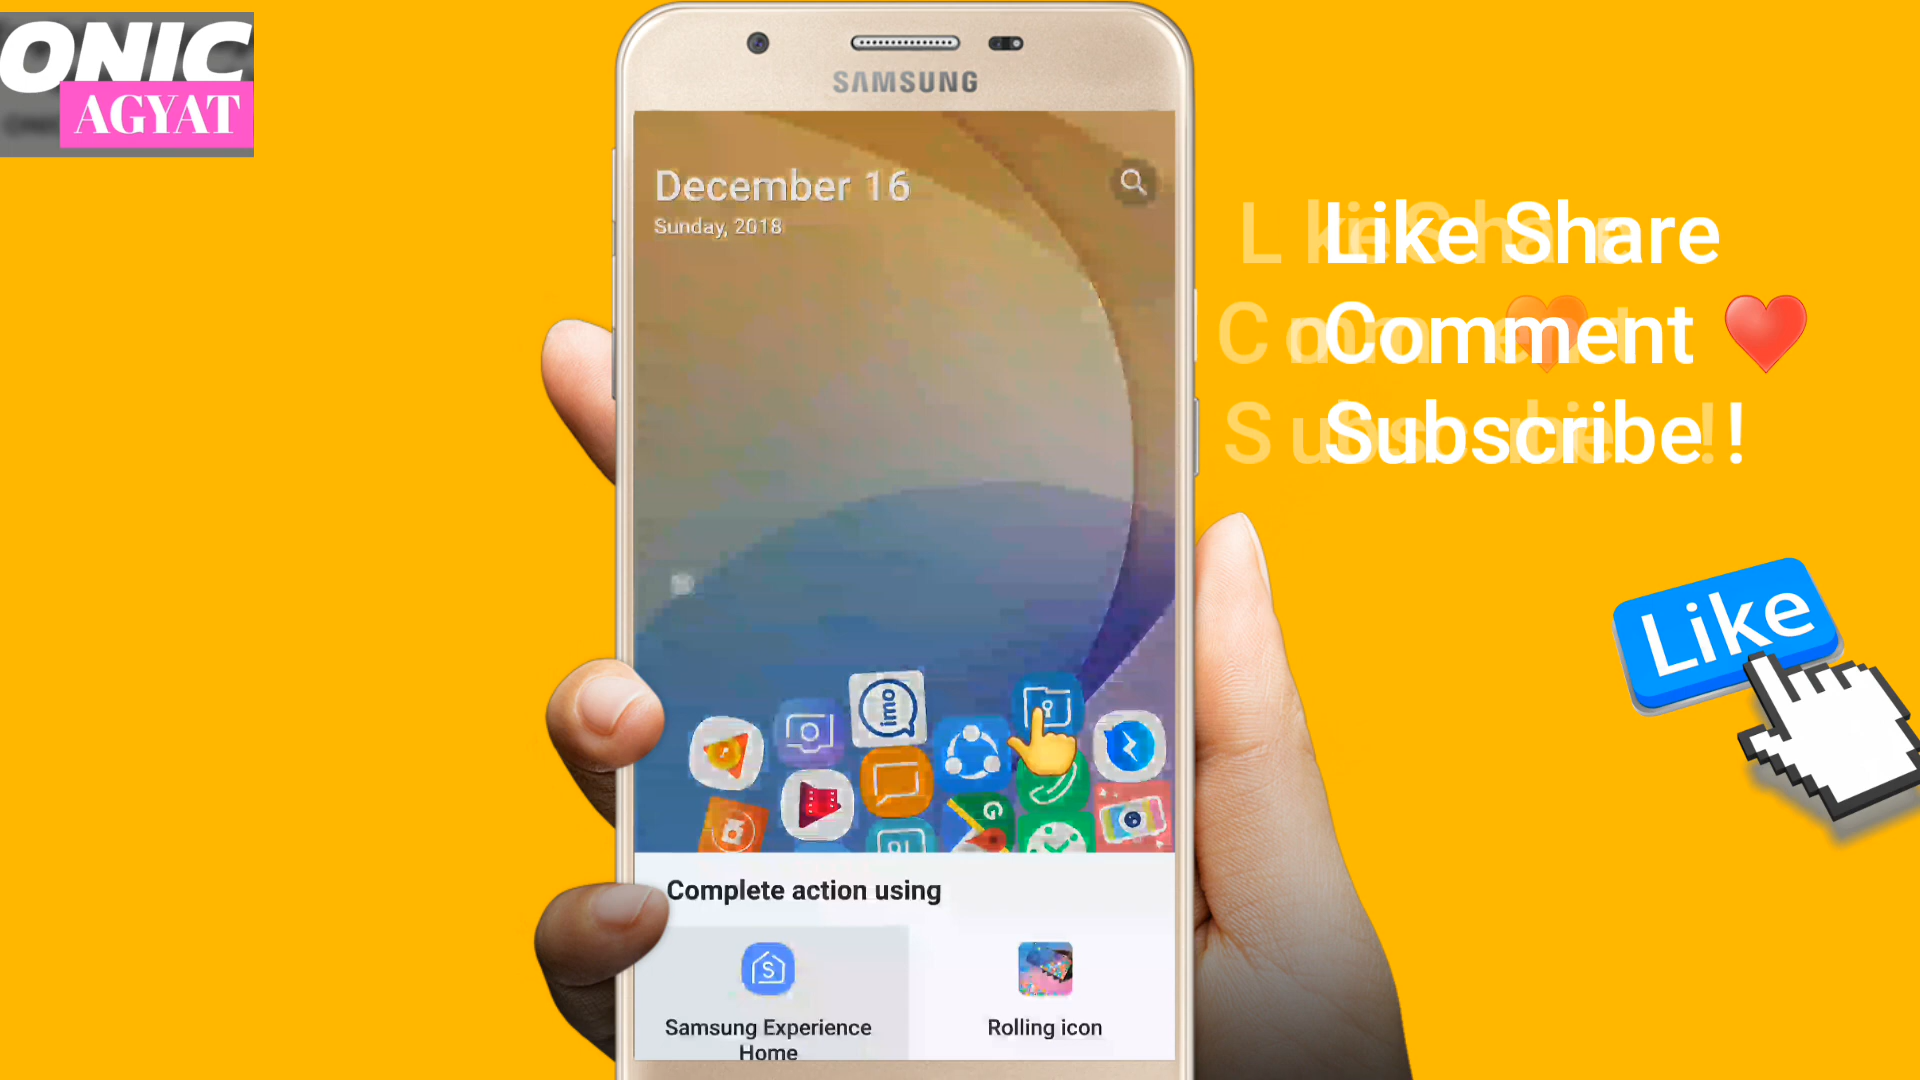 ONIC
AGYAT
SAMSUNG
December 16
Sunday, 2018
Like Share
Comment ❤️
Subscribe!!
Like
imo
G
Complete action using
S
Samsung Experience
Home
Rolling icon